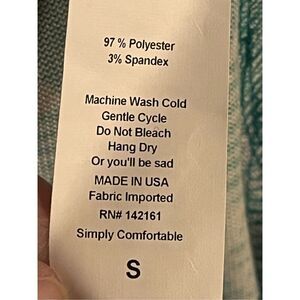 97 % Polyester
3% Spandex
Machine Wash Cold
Gentle Cycle
Do Not Bleach
Hang Dry
Or you'll be sad
MADE IN USA
Fabric Imported
RN# 142161
Simply Comfortable
S